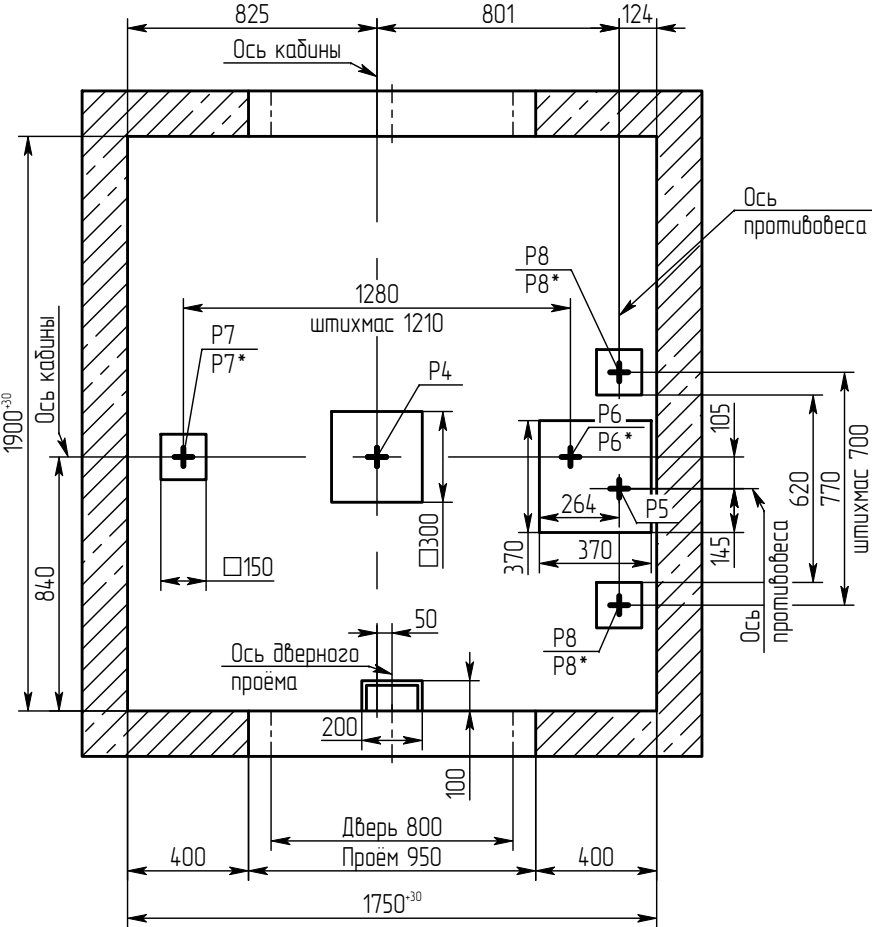 825
801
124
Ось кабины
Ось
противовеса
P8
P8*
1280
штихмас 1210
P7
P7*
P4
Ось кабины
1900⁺³⁰
P6
P6*
105
264
P5
620
770
штихмас 700
□300
370
370
145
□150
840
50
Ось
противовеса
Ось дверного
проёма
P8
P8*
200
100
Дверь 800
400
Проём 950
400
1750⁺³⁰